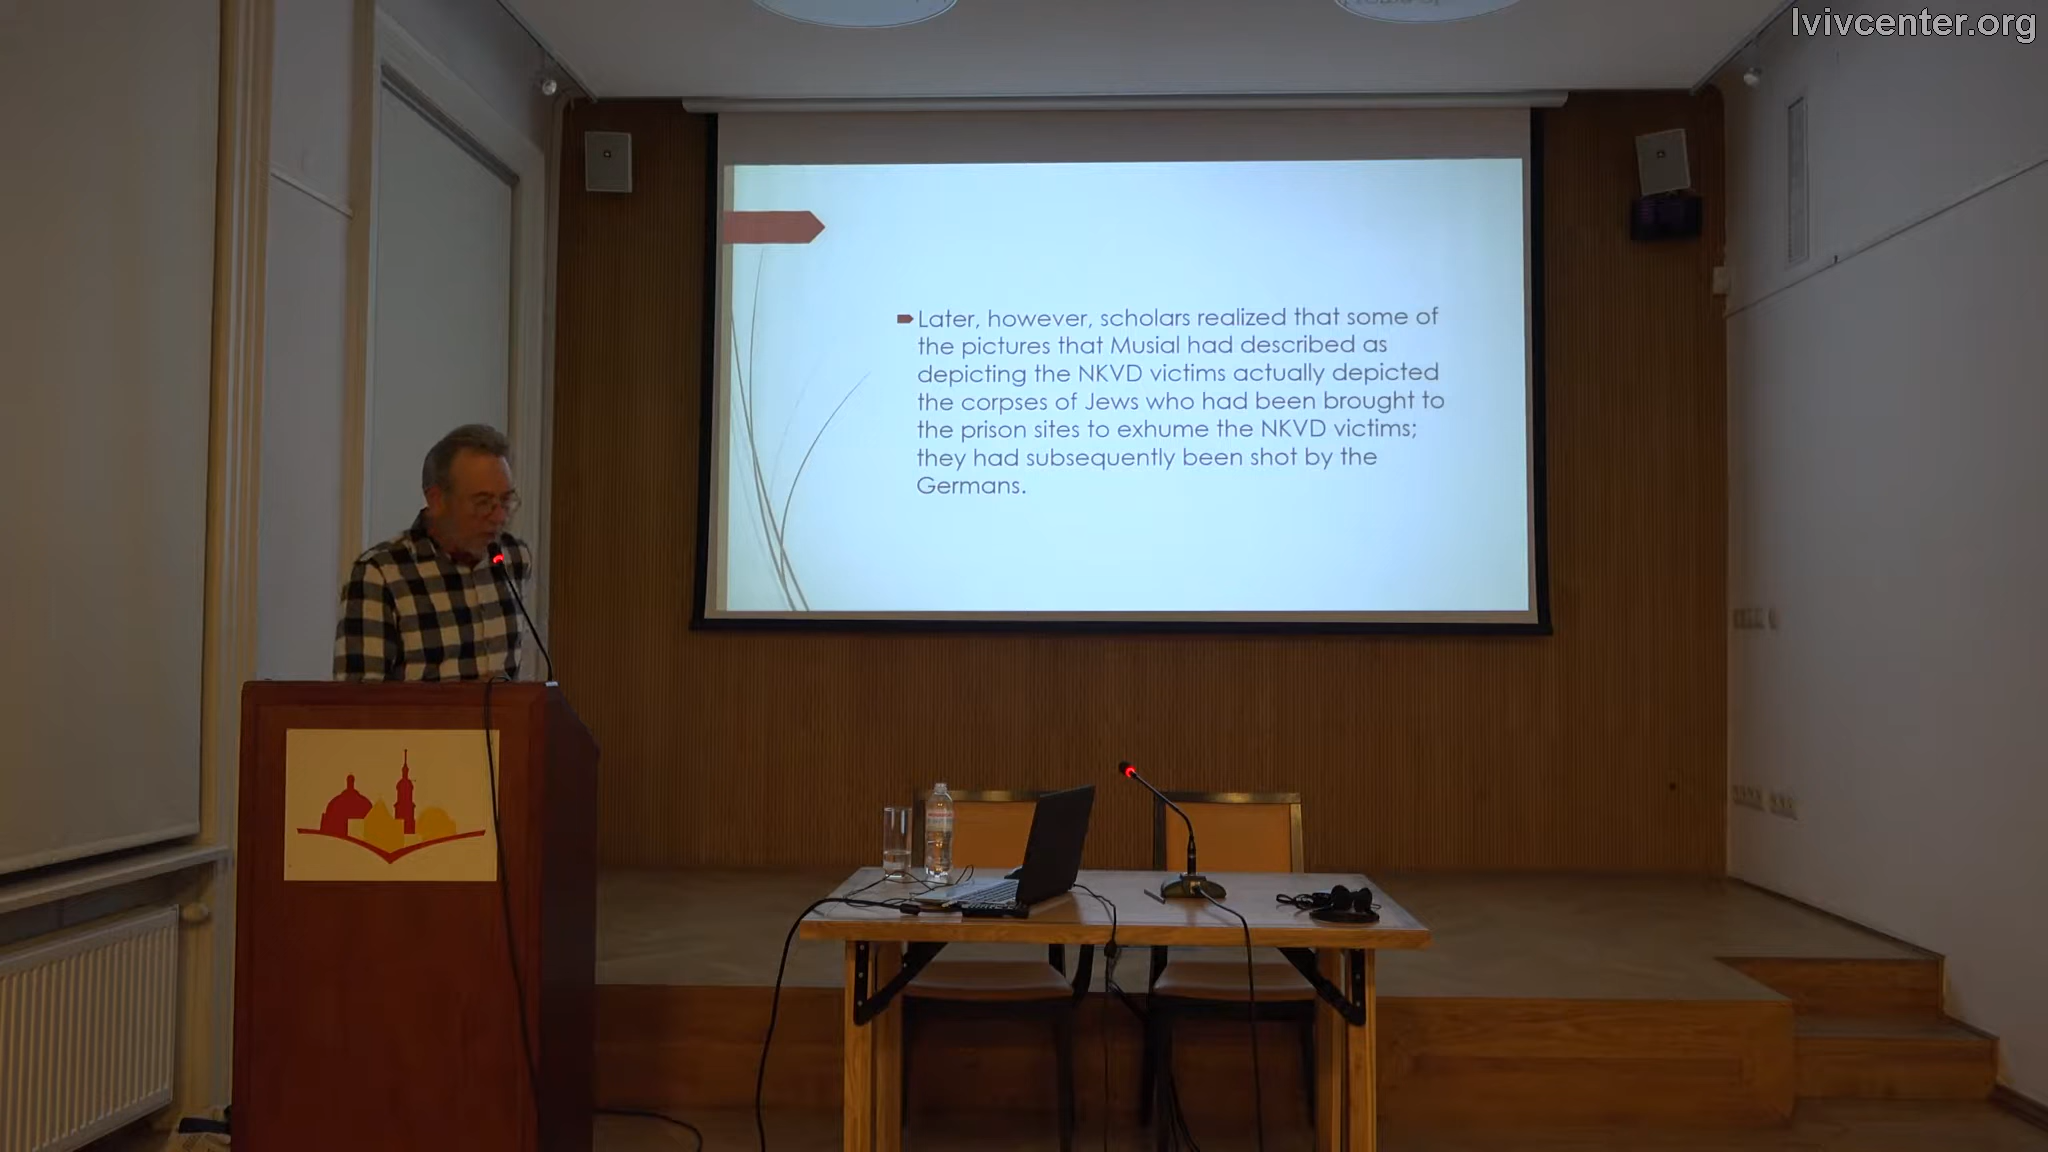 lvivcenter.org
Later, however, scholars realized that some of
the pictures that Musial had described as
depicting the NKVD victims actually depicted
the corpses of Jews who had been brought to
the prison sites to exhume the NKVD victims;
they had subsequently been shot by the
Germans.